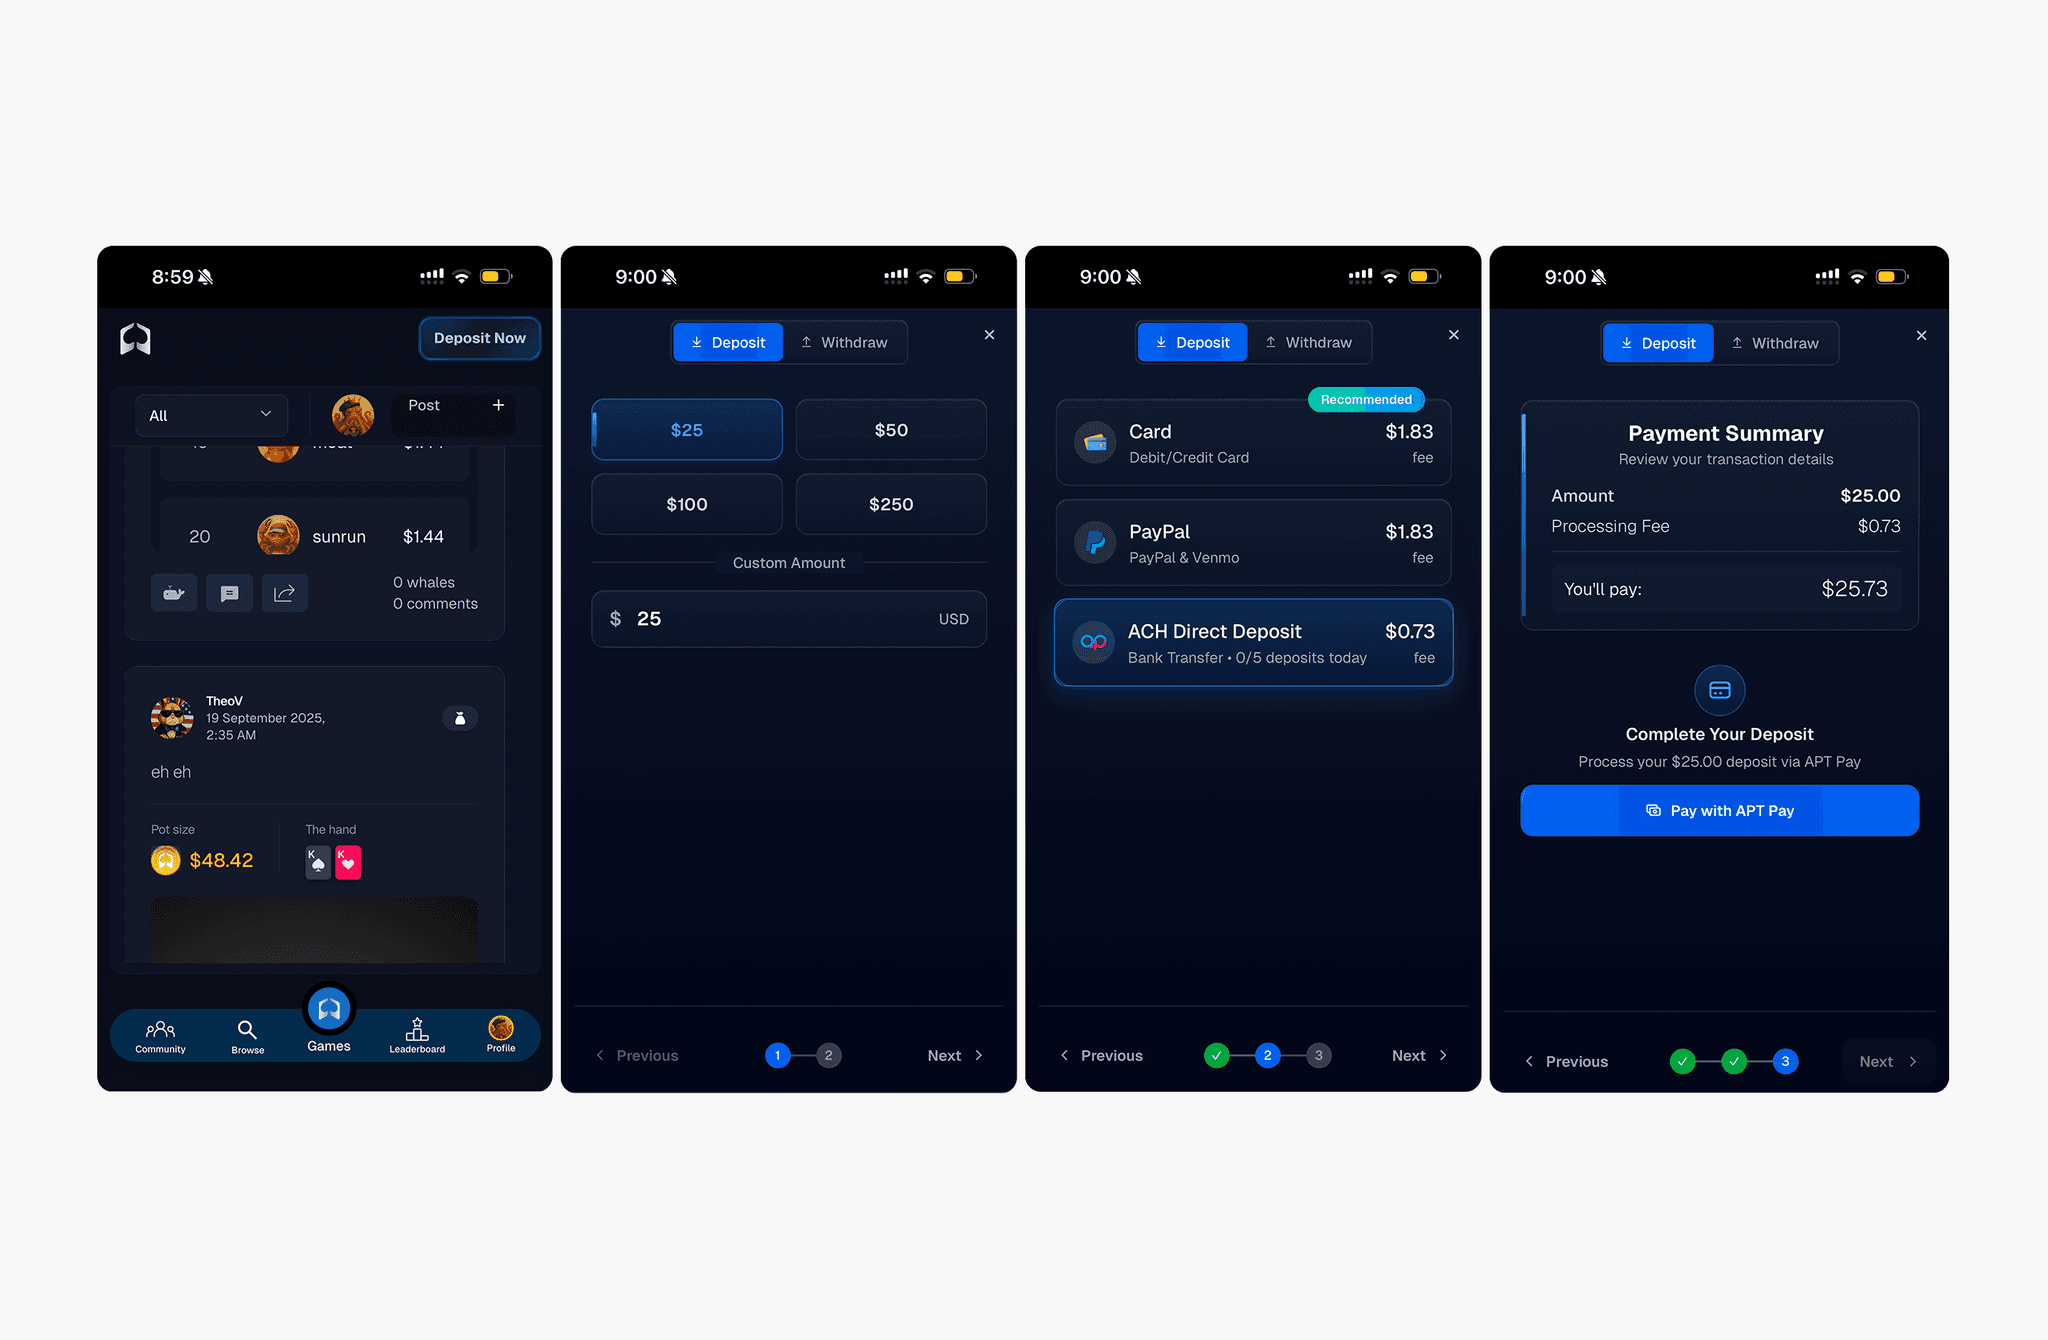 8:59
Deposit Now
All
Post +
20 sunrun $1.44
0 whales
0 comments
TheoV
19 September 2025,
2:35 AM
eh eh
Pot size The hand
$48.42 K K
Community Browse Games Leaderboard Profile
9:00
Deposit Withdraw
$25 $50
$100 $250
Custom Amount
$ 25 USD
Previous 1 2 Next
9:00
Deposit Withdraw
Recommended
Card $1.83
Debit/Credit Card fee
PayPal $1.83
PayPal & Venmo fee
ACH Direct Deposit $0.73
Bank Transfer • 0/5 deposits today fee
Previous 2 3 Next
9:00
Deposit Withdraw
Payment Summary
Review your transaction details
Amount $25.00
Processing Fee $0.73
You'll pay: $25.73
Complete Your Deposit
Process your $25.00 deposit via APT Pay
Pay with APT Pay
Previous 3 Next